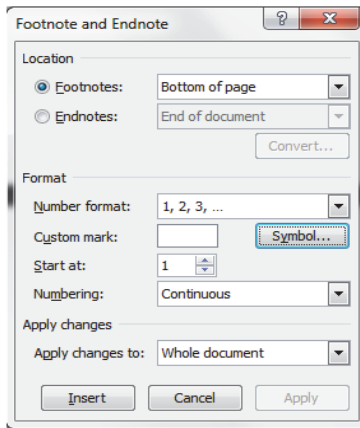 Footnote and Endnote
Location
Footnotes: Bottom of page
Endnotes: End of document
Convert...
Format
Number format: 1, 2, 3, ...
Custom mark: Symbol...
Start at: 1
Numbering: Continuous
Apply changes
Apply changes to: Whole document
Insert Cancel Apply